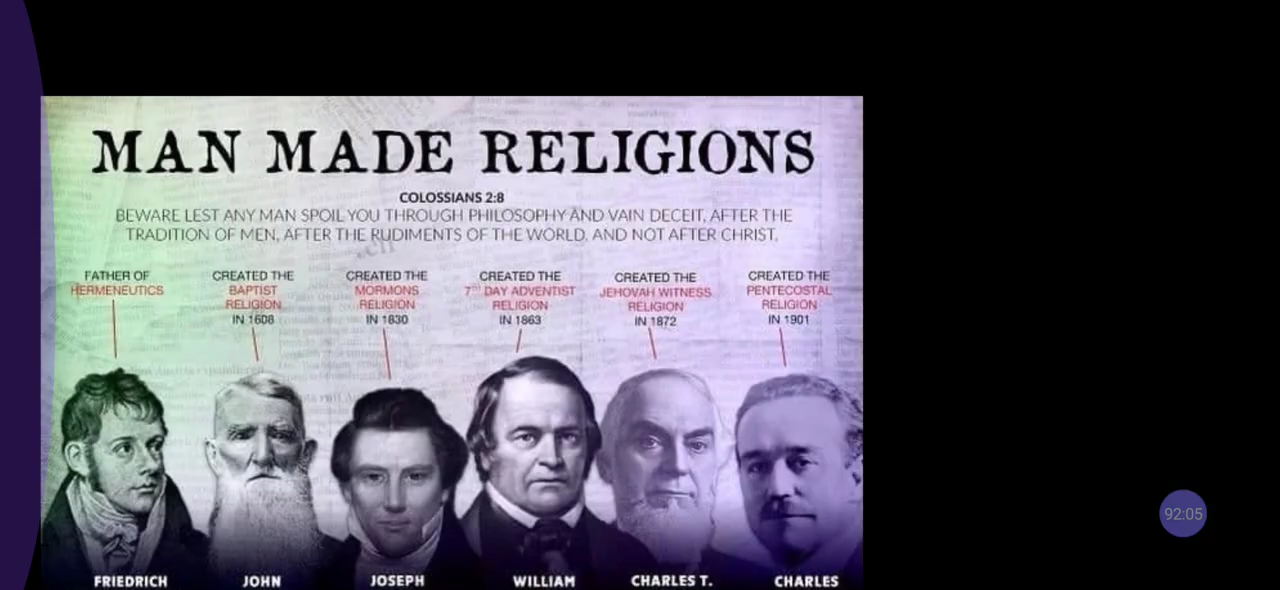 MAN MADE RELIGIONS
COLOSSIANS 2:8
BEWARE LEST ANY MAN SPOIL YOU THROUGH PHILOSOPHY AND VAIN DECEIT, AFTER THE
TRADITION OF MEN, AFTER THE RUDIMENTS OF THE WORLD, AND NOT AFTER CHRIST.
FATHER OF
HERMENEUTICS
CREATED THE
BAPTIST
RELIGION
IN 1608
CREATED THE
MORMONS
RELIGION
IN 1830
CREATED THE
7TH DAY ADVENTIST
RELIGION
IN 1863
CREATED THE
JEHOVAH WITNESS
RELIGION
IN 1872
CREATED THE
PENTECOSTAL
RELIGION
IN 1901
FRIEDRICH
JOHN
JOSEPH
WILLIAM
CHARLES T.
CHARLES
92:05